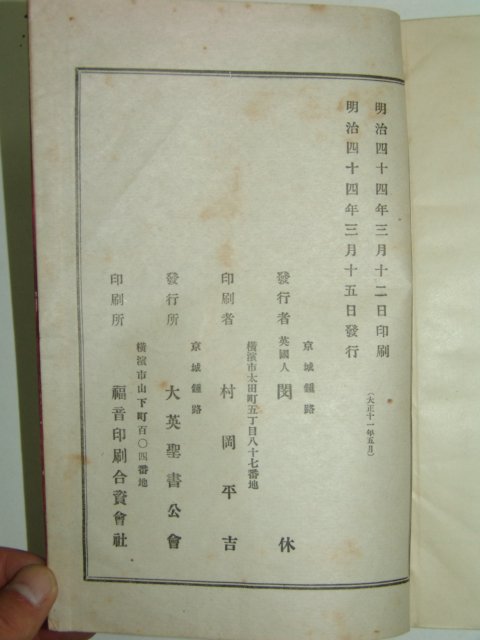 明治四十四年三月十二日印刷
明治四十四年三月十五日發行
(大正十一年五月)
京城鍾路
發行者 英國人 閔 休
橫濱市太田町五丁目八十七番地
印刷者 村岡平吉
京城鍾路
發行所 大英聖書公會
橫濱市山下町百〇四番地
印刷所 福音印刷合資會社